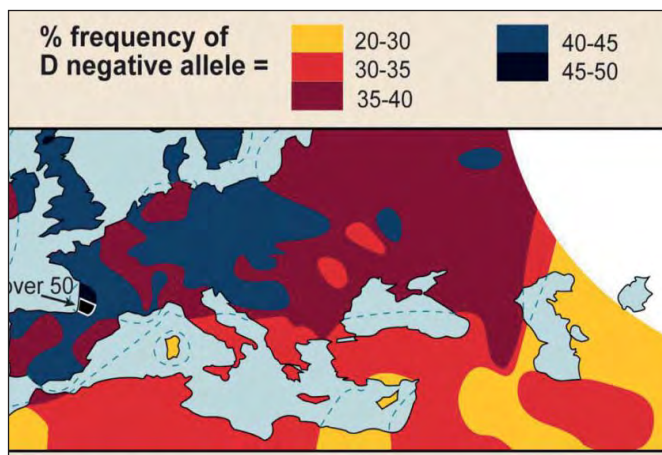 % frequency of
D negative allele =
20-30
30-35
35-40
40-45
45-50
over 50